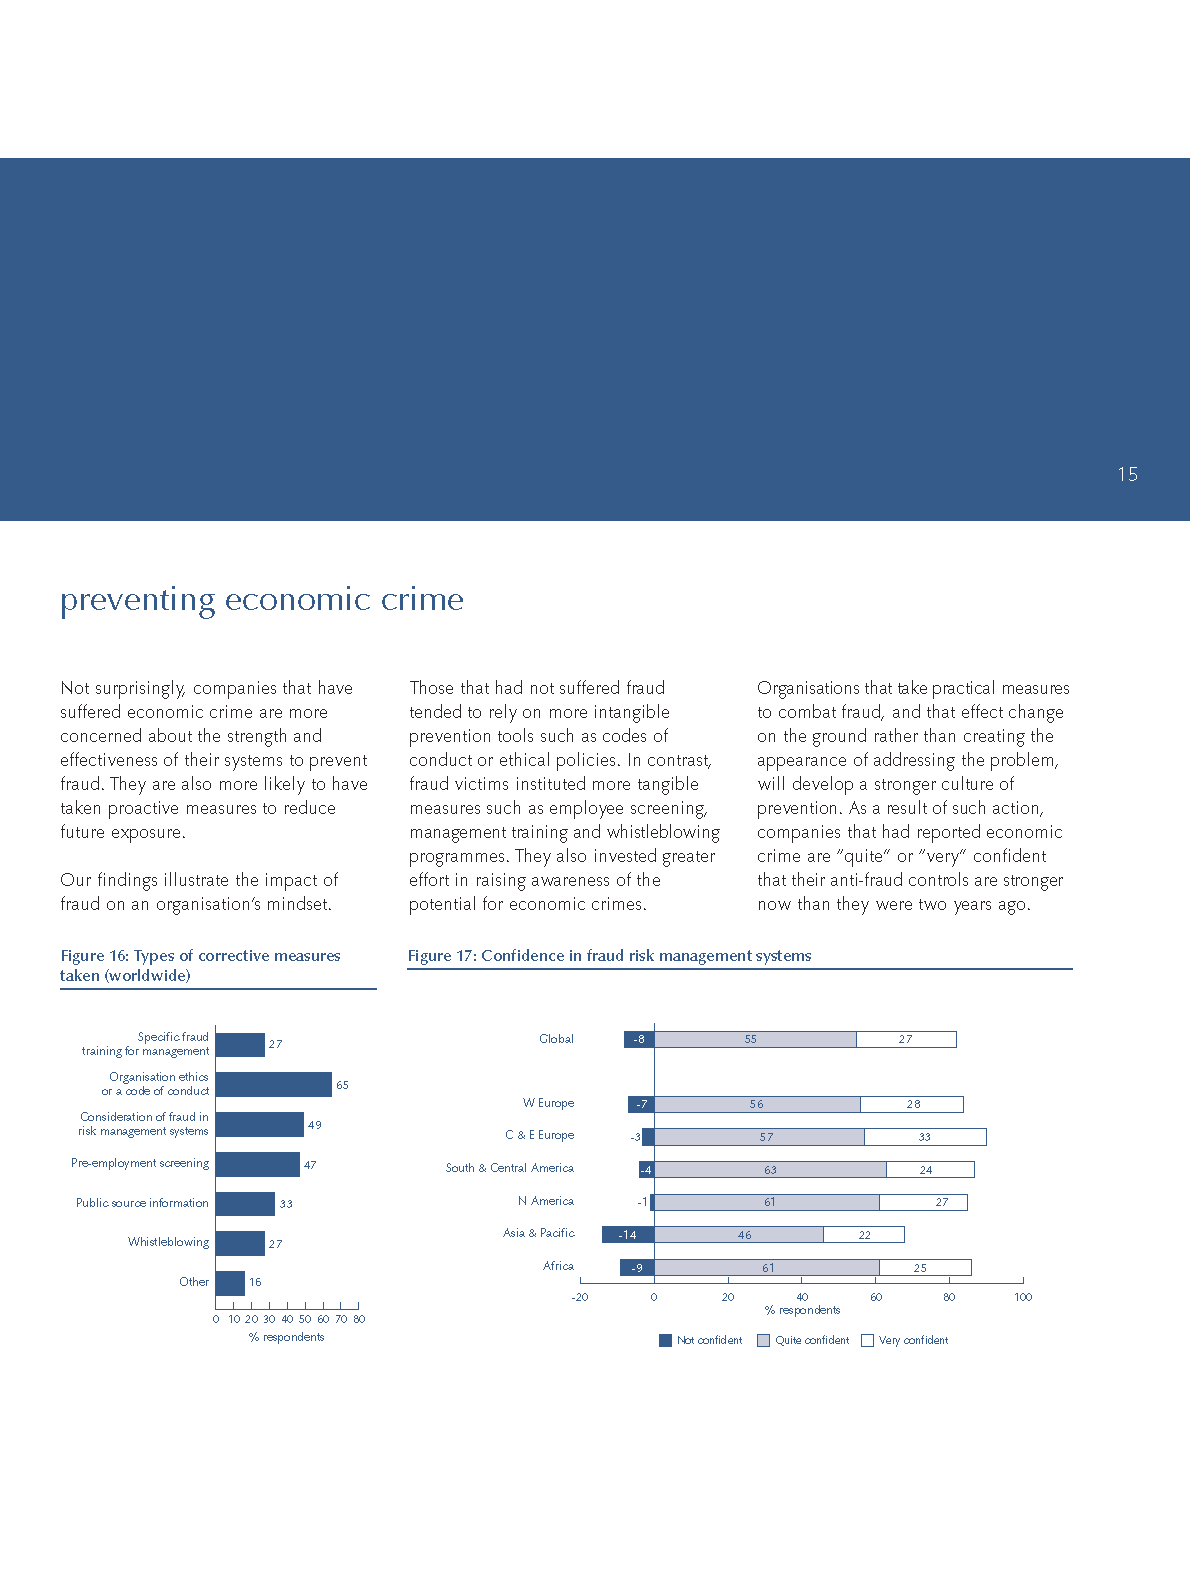 15
preventing economic crime
Not surprisingly, companies that have
suffered economic crime are more
concerned about the strength and
effectiveness of their systems to prevent
fraud. They are also more likely to have
taken proactive measures to reduce
future exposure.
Our findings illustrate the impact of
fraud on an organisation's mindset.
Those that had not suffered fraud
tended to rely on more intangible
prevention tools such as codes of
conduct or ethical policies. In contrast,
fraud victims instituted more tangible
measures such as employee screening,
management training and whistleblowing
programmes. They also invested greater
effort in raising awareness of the
potential for economic crimes.
Organisations that take practical measures
to combat fraud, and that effect change
on the ground rather than creating the
appearance of addressing the problem,
will develop a stronger culture of
prevention. As a result of such action,
companies that had reported economic
crime are "quite" or "very" confident
that their anti-fraud controls are stronger
now than they were two years ago.
Figure 16: Types of corrective measures
taken (worldwide)
Specific fraud
training for management 27
Organisation ethics
or a code of conduct 65
Consideration of fraud in
risk management systems 49
Pre-employment screening 47
Public source information 33
Whistleblowing 27
Other 16
0 10 20 30 40 50 60 70 80
% respondents
Figure 17: Confidence in fraud risk management systems
Global -8 55 27
W Europe -7 56 28
C & E Europe -3 57 33
South & Central America -4 63 24
N America -1 61 27
Asia & Pacific -14 46 22
Africa -9 61 25
-20 0 20 40 60 80 100
% respondents
Not confident Quite confident Very confident